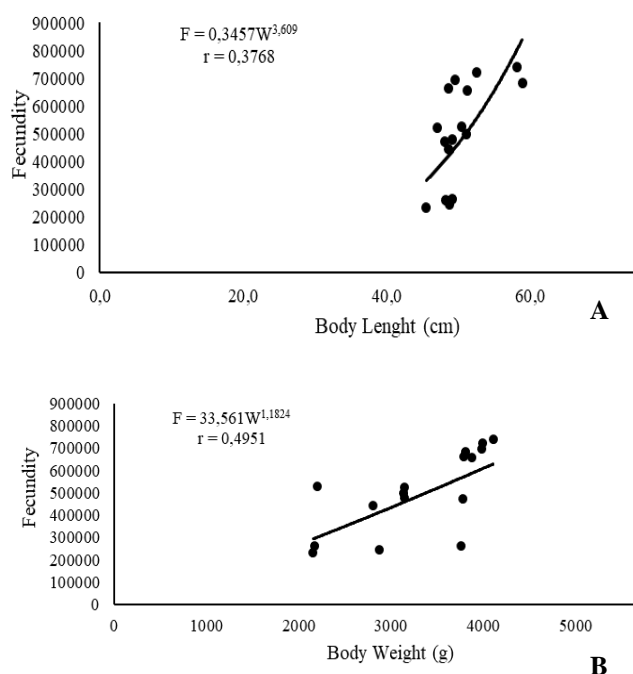 F = 0,3457W^3,609
r = 0,3768
Fecundity
900000
800000
700000
600000
500000
400000
300000
200000
100000
0
0,0 20,0 40,0 60,0
Body Lenght (cm)
A
F = 33,561W^1,1824
r = 0,4951
Fecundity
900000
800000
700000
600000
500000
400000
300000
200000
100000
0
0 1000 2000 3000 4000 5000
Body Weight (g)
B